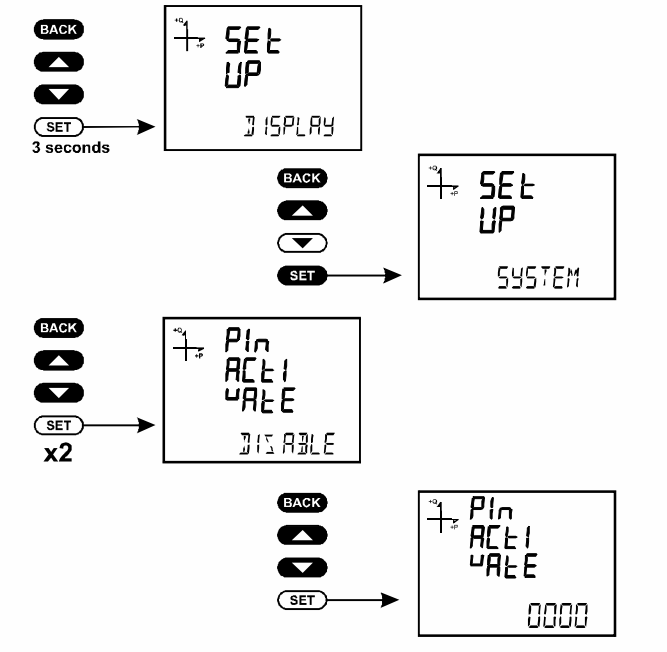 BACK
SET
3 seconds
+Q
+P
SEt
UP
DISPLAY
BACK
SET
+Q
+P
SEt
UP
SYSTEM
BACK
SET
x2
+Q
+P
PIn
ACtI
vAtE
DISABLE
BACK
SET
+Q
+P
PIn
ACtI
vAtE
0000